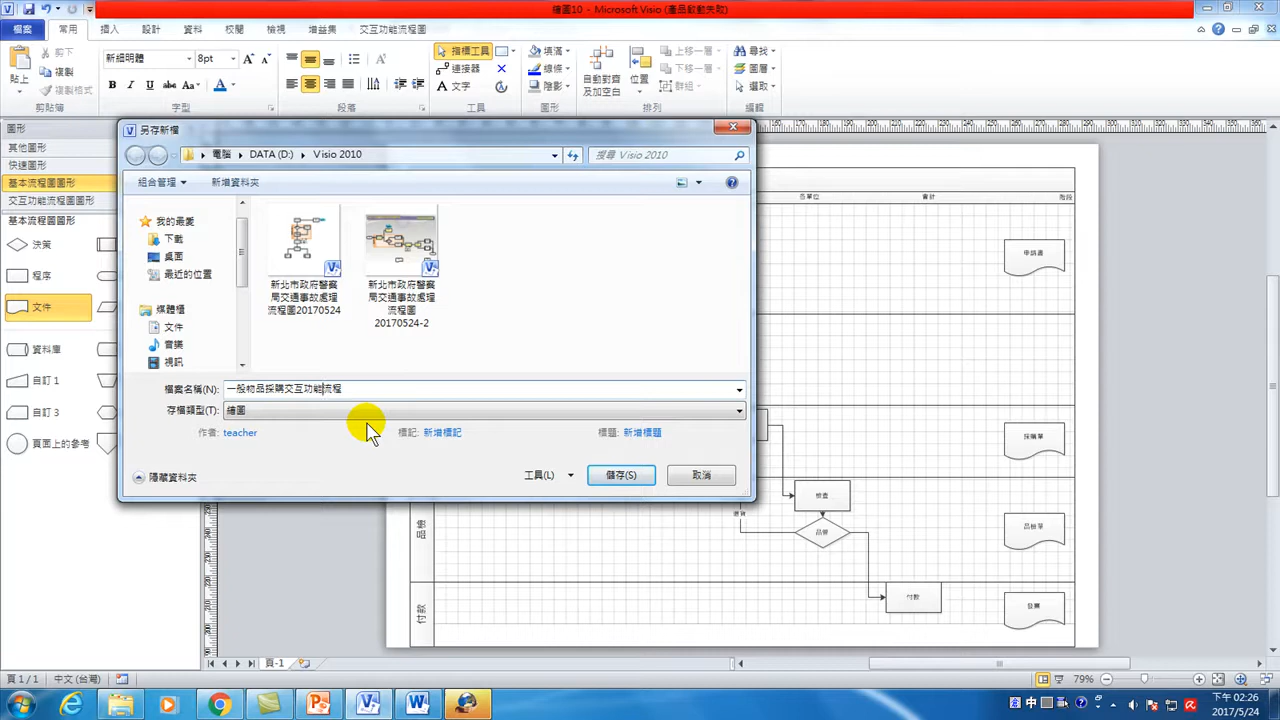 繪圖10 - Microsoft Visio (產品啟動失敗)
檔案 常用 插入 設計 資料 校閱 檢視 增益集 交互功能流程圖
貼上 剪下 複製 複製格式
新細明體 8pt
指標工具 連接器 文字
填滿 線條 陰影
自動對齊及加空白 位置
上移一層 下移一層 群組
尋找 圖層 選取
剪貼簿 字型 段落 工具 圖形 排列 編輯
圖形
其他圖形
快速圖形
基本流程圖圖形
交互功能流程圖圖形
基本流程圖圖形
決策
程序
文件
資料庫
自訂 1
自訂 3
頁面上的參考
另存新檔
電腦 DATA (D:) Visio 2010
搜尋 Visio 2010
組合管理 新增資料夾
我的最愛
下載
桌面
最近的位置
媒體櫃
文件
音樂
視訊
新北市政府警察局交通事故處理流程圖20170524
新北市政府警察局交通事故處理流程圖20170524-2
檔案名稱(N): 一般物品採購交互功能流程
存檔類型(T): 繪圖
作者: teacher 標記: 新增標記 標題: 新增標題
隱藏資料夾 工具(L) 儲存(S) 取消
會計 階段
申請書
採購單
檢查
退貨
品管
品檢
品檢單
付款
付款
發票
頁-1
頁 1 / 1 中文 (台灣) 79%
中
下午 02:26
2017/5/24